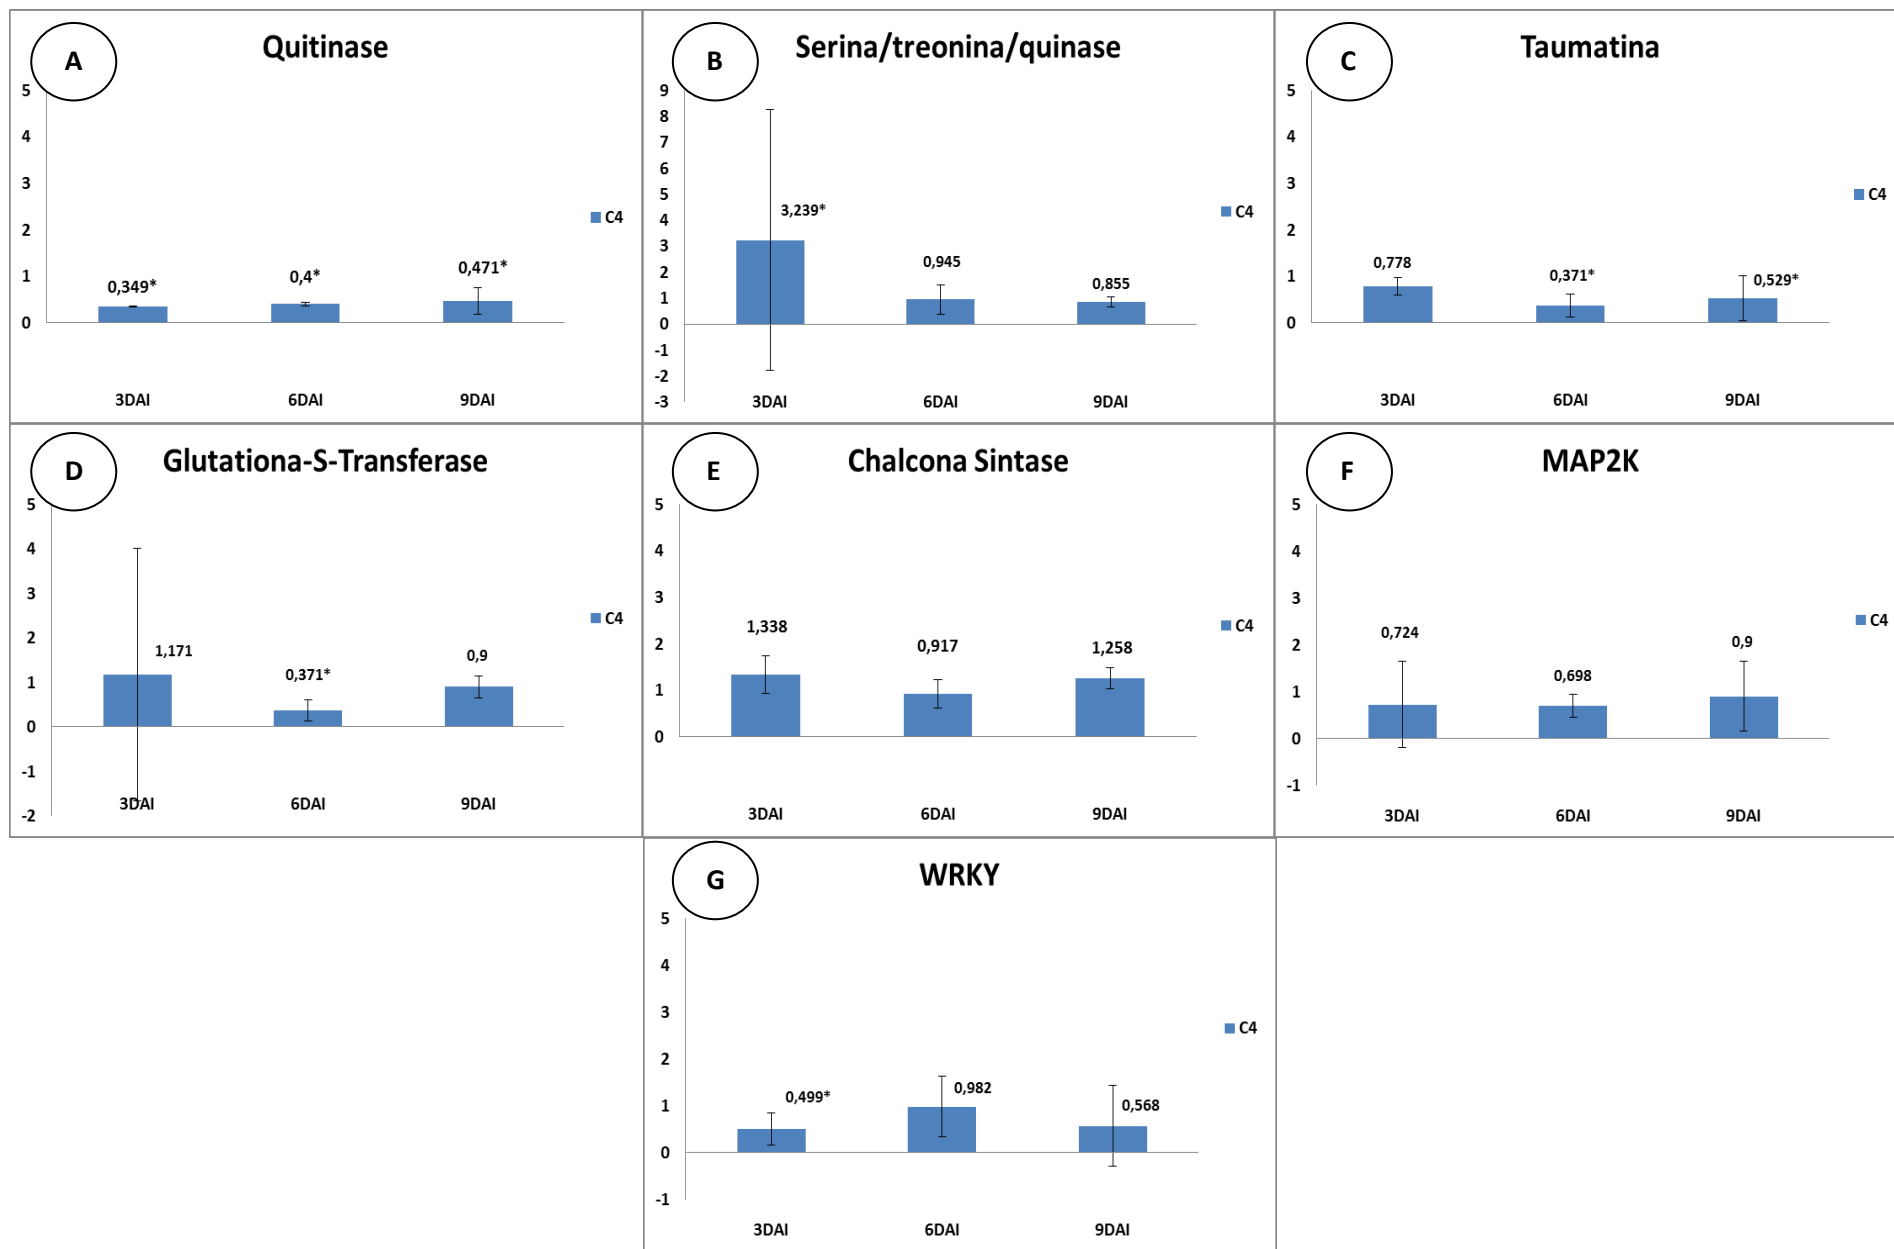 A
Quitinase
5
4
3
2
1
0
0,349*
0,4*
0,471*
3DAI
6DAI
9DAI
C4
B
Serina/treonina/quinase
9
8
7
6
5
4
3
2
1
0
-1
-2
-3
3,239*
0,945
0,855
3DAI
6DAI
9DAI
C4
C
Taumatina
5
4
3
2
1
0
0,778
0,371*
0,529*
3DAI
6DAI
9DAI
C4
D
Glutationa-S-Transferase
5
4
3
2
1
0
-1
-2
1,171
0,371*
0,9
3DAI
6DAI
9DAI
C4
E
Chalcona Sintase
5
4
3
2
1
0
1,338
0,917
1,258
3DAI
6DAI
9DAI
C4
F
MAP2K
5
4
3
2
1
0
-1
0,724
0,698
0,9
3DAI
6DAI
9DAI
C4
G
WRKY
5
4
3
2
1
0
-1
0,499*
0,982
0,568
3DAI
6DAI
9DAI
C4